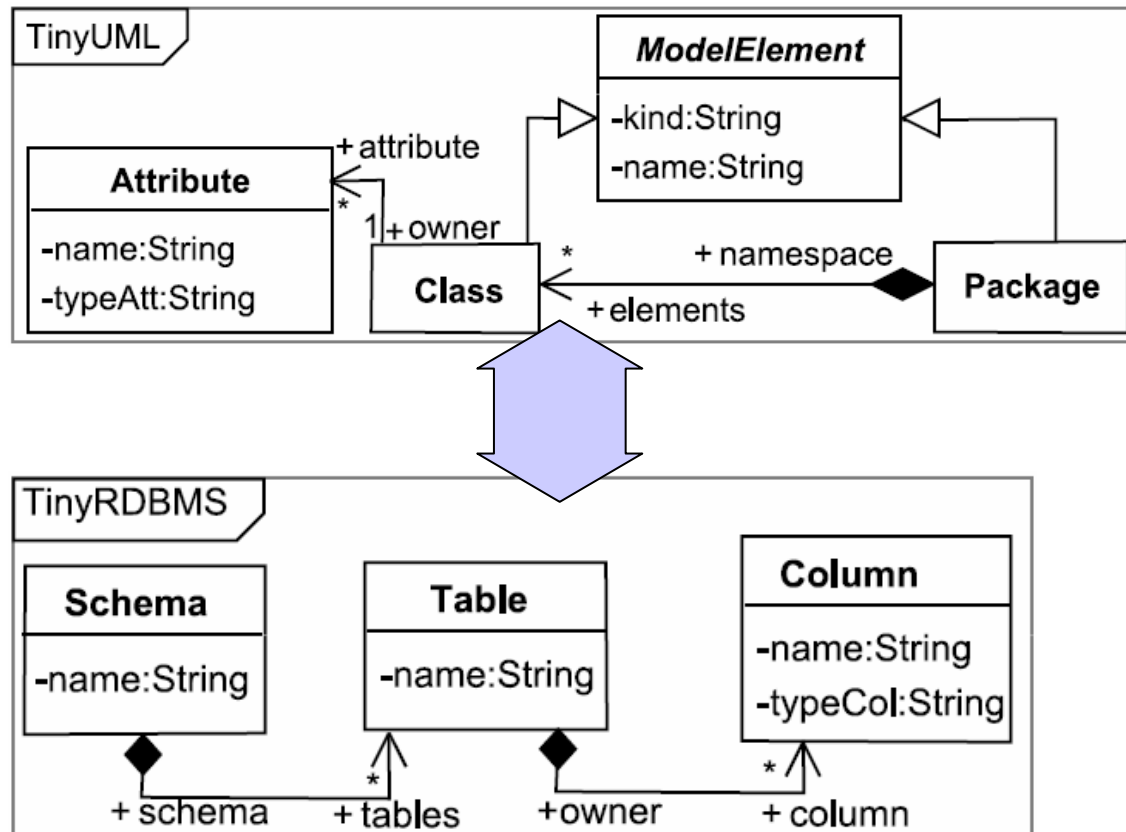 TinyUML
ModelElement
-kind:String
-name:String
+attribute
Attribute
*
-name:String
-typeAtt:String
1
+owner
Class
*
+namespace
+elements
Package
TinyRDBMS
Schema
-name:String
Table
-name:String
Column
-name:String
-typeCol:String
+schema
*
+tables
+owner
*
+column